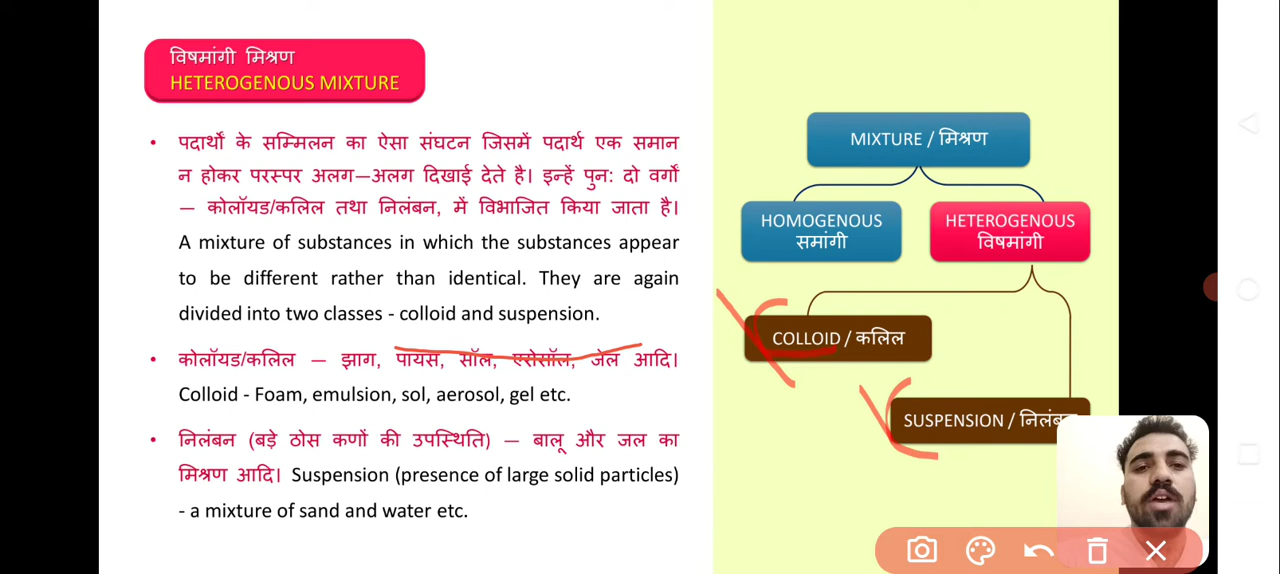 विषमांगी मिश्रण
HETEROGENOUS MIXTURE
• पदार्थों के सम्मिलन का ऐसा संघटन जिसमें पदार्थ एक समान
न होकर परस्पर अलग—अलग दिखाई देते है। इन्हें पुन: दो वर्गो
— कोलॉयड/कलिल तथा निलंबन, में विभाजित किया जाता है।
A mixture of substances in which the substances appear
to be different rather than identical. They are again
divided into two classes - colloid and suspension.
• कोलॉयड/कलिल — झाग, पायस, सॉल, एरोसॉल, जेल आदि।
Colloid - Foam, emulsion, sol, aerosol, gel etc.
• निलंबन (बड़े ठोस कणों की उपस्थिति) — बालू और जल का
मिश्रण आदि। Suspension (presence of large solid particles)
- a mixture of sand and water etc.
MIXTURE / मिश्रण
HOMOGENOUS
समांगी
HETEROGENOUS
विषमांगी
COLLOID / कलिल
SUSPENSION /